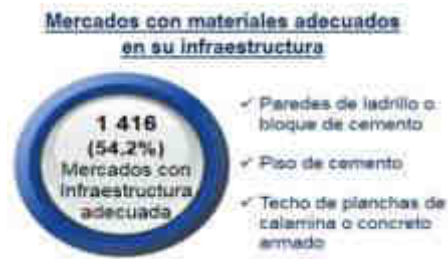 Mercados con materiales adecuados
en su infraestructura
1 416
(54.2%)
Mercados con
Infraestructura
adecuada
✓ Paredes de ladrillo o
bloque de cemento
✓ Piso de cemento
✓ Techo de planchas de
calamina o concreto
armado